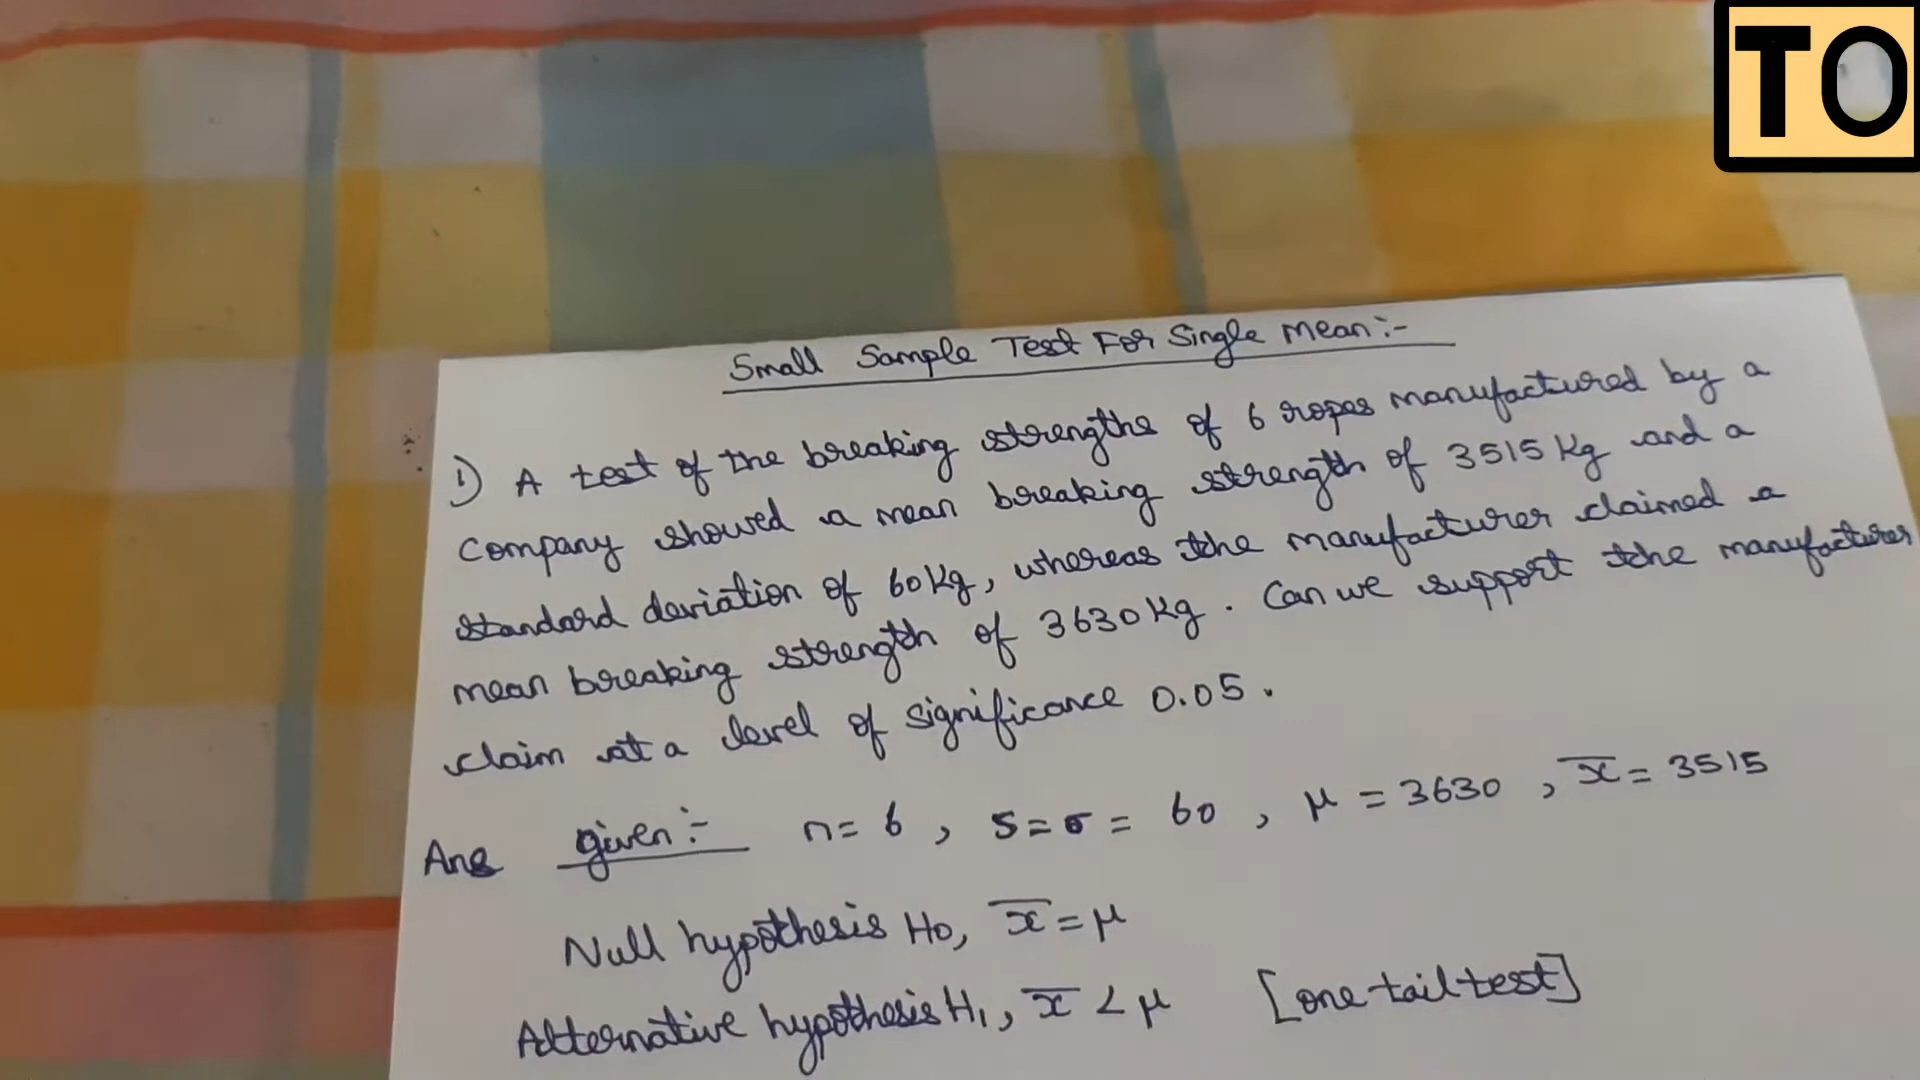 TO
Small Sample Test For Single Mean:-
1) A test of the breaking strengths of 6 ropes manufactured by a
Company showed a mean breaking strength of 3515 kg and a
standard deviation of 60kg, whereas the manufacturer claimed a
mean breaking strength of 3630 kg. Can we support the manufacturer
claim at a level of significance 0.05.
Ans given:- n= 6, S=σ= 60, μ = 3630, x̄ = 3515
Null hypothesis H0, x̄ = μ
Alternative hypothesis H1, x̄ < μ [one tail test]